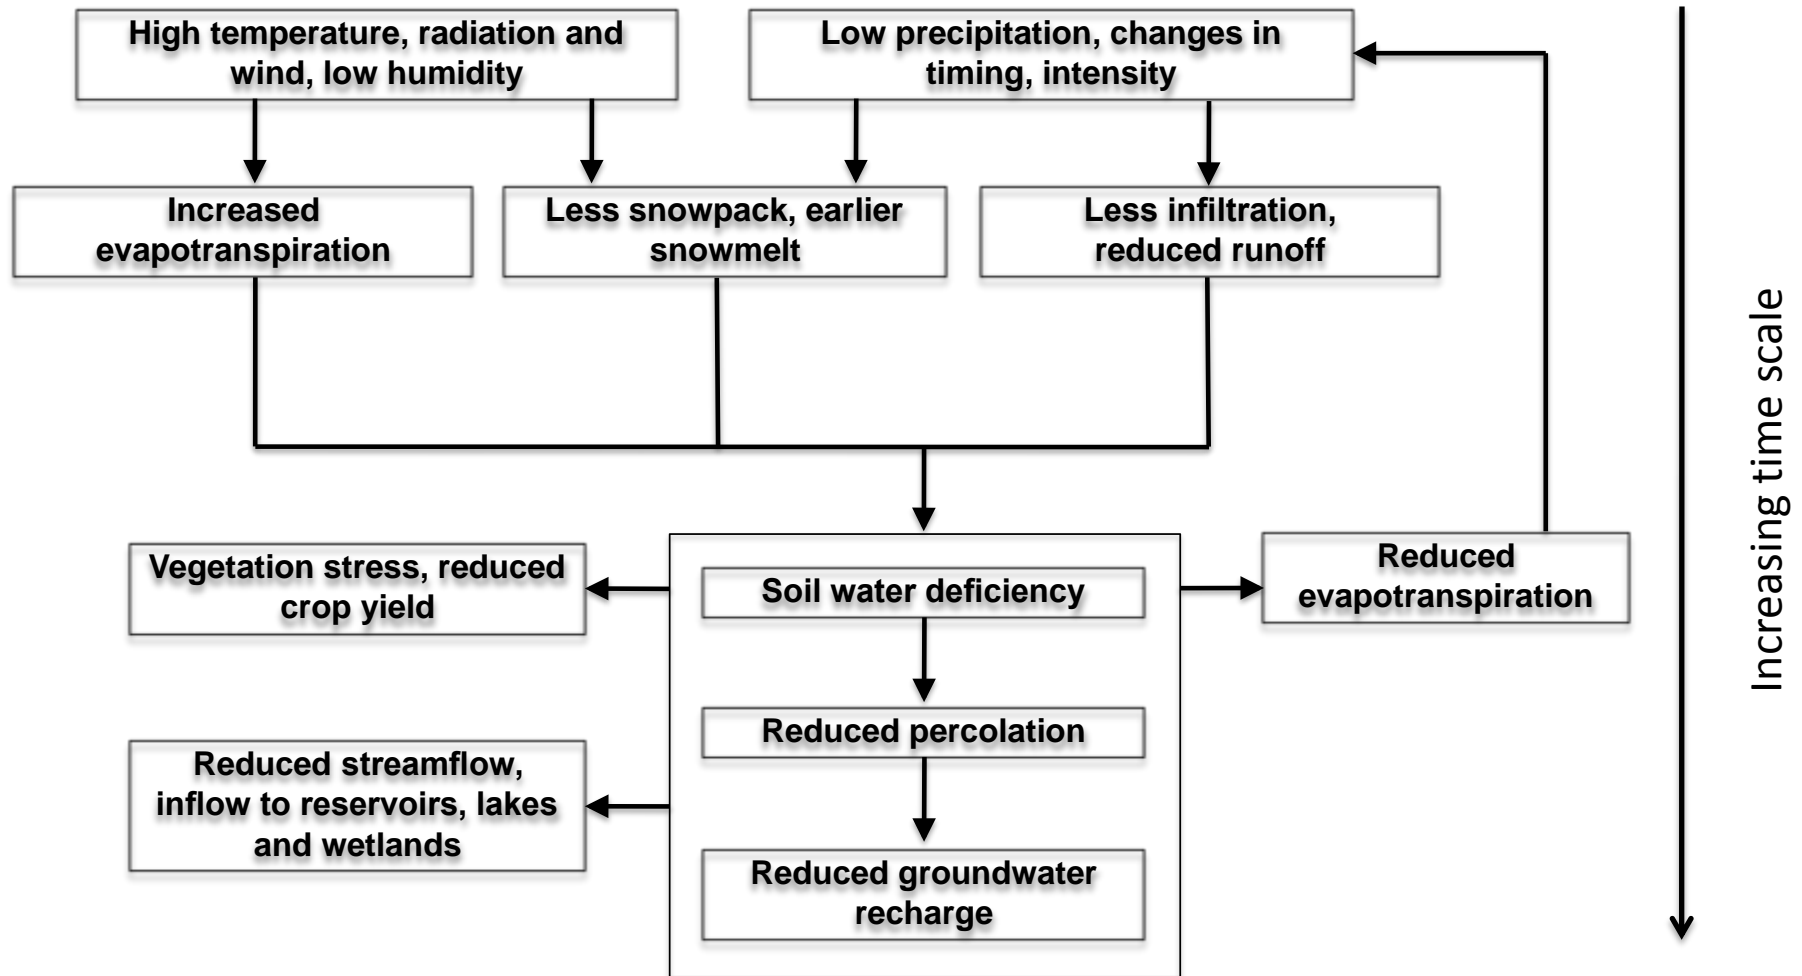 High temperature, radiation and
wind, low humidity
Low precipitation, changes in
timing, intensity
Increased
evapotranspiration
Less snowpack, earlier
snowmelt
Less infiltration,
reduced runoff
Vegetation stress, reduced
crop yield
Soil water deficiency
Reduced
evapotranspiration
Reduced percolation
Reduced streamflow,
inflow to reservoirs, lakes
and wetlands
Reduced groundwater
recharge
Increasing time scale